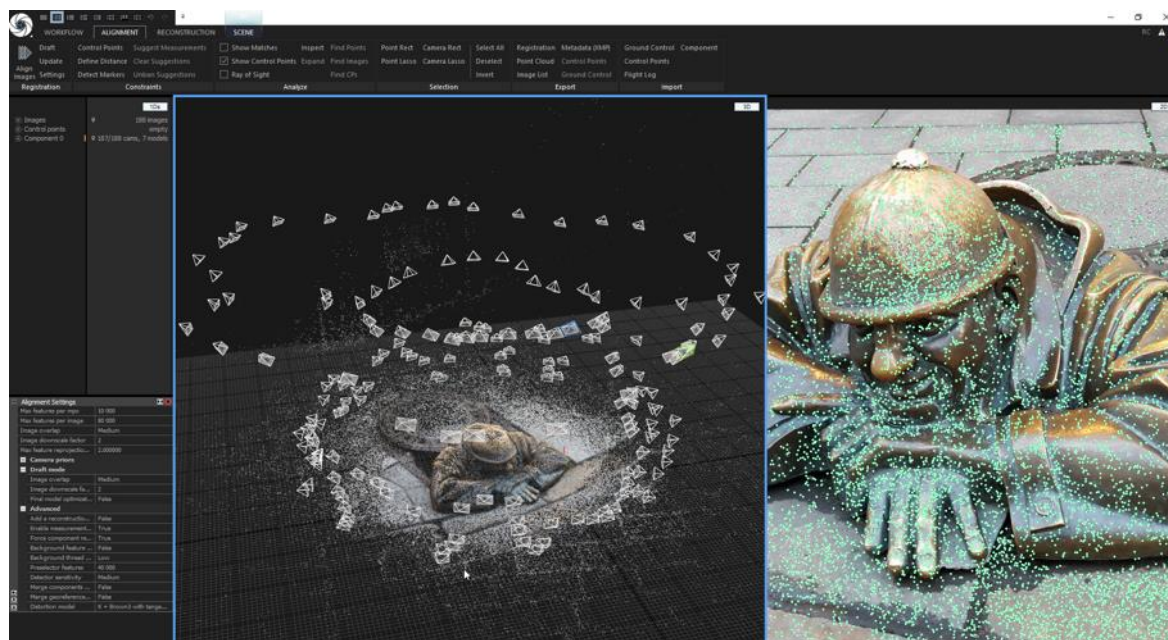 WORKFLOW ALIGNMENT RECONSTRUCTION SCENE
RC
Align Images
Draft
Update
Settings
Registration
Control Points Suggest Measurements
Define Distance Clear Suggestions
Detect Markers Unban Suggestions
Constraints
Show Matches Inspect Find Points
Show Control Points Expand Find Images
Ray of Sight Find CPs
Analyze
Point Rect Camera Rect Select All
Point Lasso Camera Lasso Deselect
Invert
Selection
Registration Metadata (XMP)
Point Cloud Control Points
Image List Ground Control
Export
Ground Control Component
Control Points
Flight Log
Import
1Ds
3D
2D
Images 188 images
Control points empty
Component 0 187/188 cams, 7 models
Alignment Settings
Max features per mpx 10 000
Max features per image 80 000
Image overlap Medium
Image downscale factor 2
Max feature reprojectio... 2.000000
Camera priors
Draft mode
Image overlap Medium
Image downscale fa... 2
Final model optimizat... False
Advanced
Add a reconstructio... False
Enable measurement... True
Force component re... True
Background feature ... False
Background thread ... Low
Preselector features 40 000
Detector sensitivity Medium
Merge components ... False
Merge georeference... False
Distortion model K + Brown3 with tange...